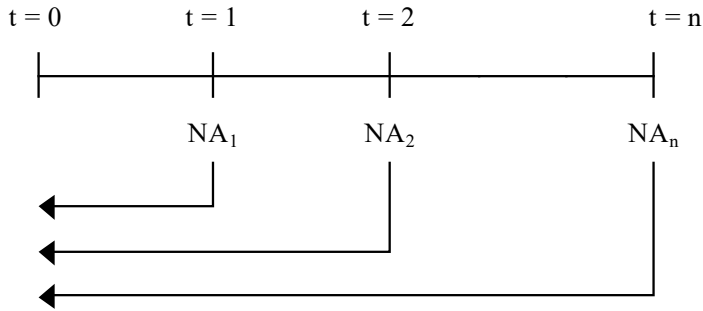 t = 0 t = 1 t = 2 t = n
NA₁ NA₂ NAₙ